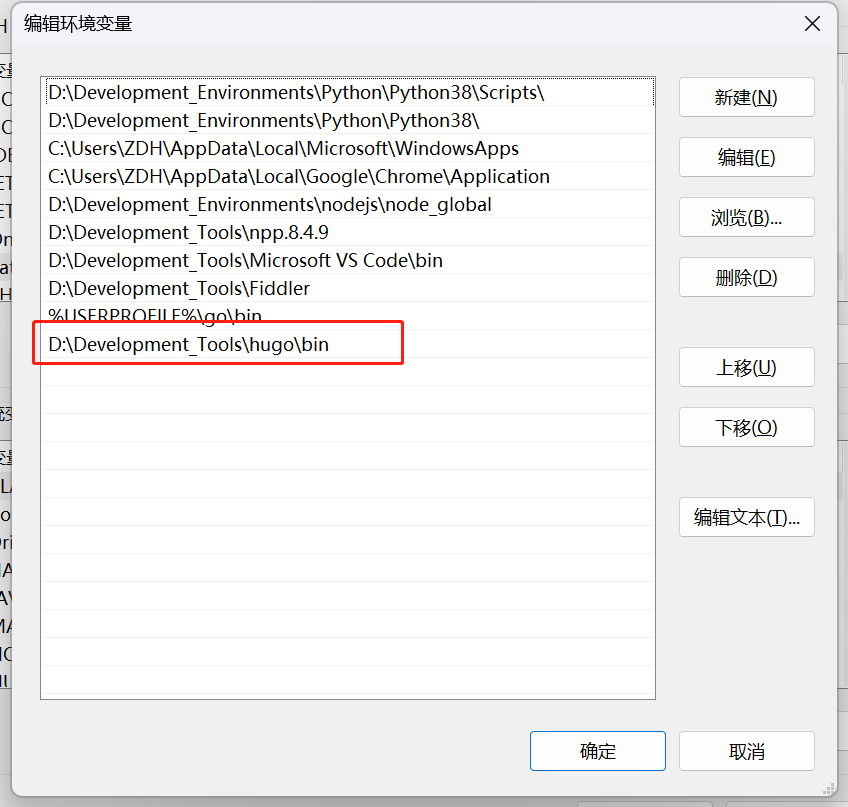 编辑环境变量
D:\Development_Environments\Python\Python38\Scripts\
D:\Development_Environments\Python\Python38\
C:\Users\ZDH\AppData\Local\Microsoft\WindowsApps
C:\Users\ZDH\AppData\Local\Google\Chrome\Application
D:\Development_Environments\nodejs\node_global
D:\Development_Tools\npp.8.4.9
D:\Development_Tools\Microsoft VS Code\bin
D:\Development_Tools\Fiddler
%USERPROFILE%\go\bin
D:\Development_Tools\hugo\bin
新建(N)
编辑(E)
浏览(B)...
删除(D)
上移(U)
下移(O)
编辑文本(T)...
确定
取消